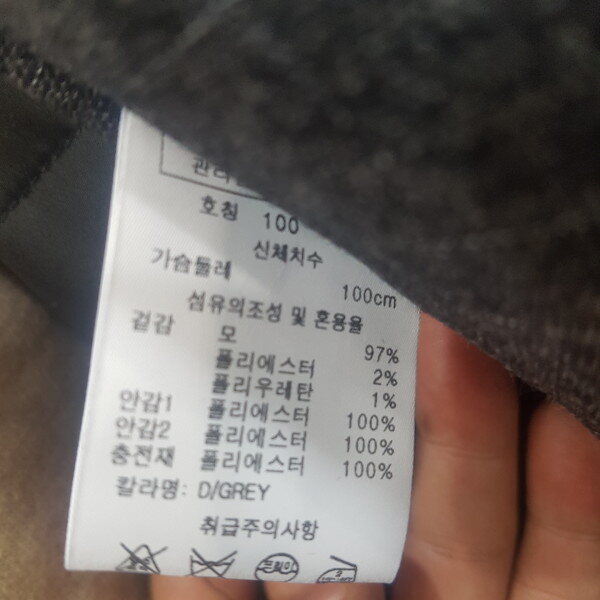 호칭 100
신체치수
가슴둘레 100cm
섬유의조성 및 혼용율
겉감 모 97%
폴리에스터 2%
폴리우레탄 1%
안감1 폴리에스터 100%
안감2 폴리에스터 100%
충전재 폴리에스터 100%
칼라명: D/GREY
취급주의사항
드라이